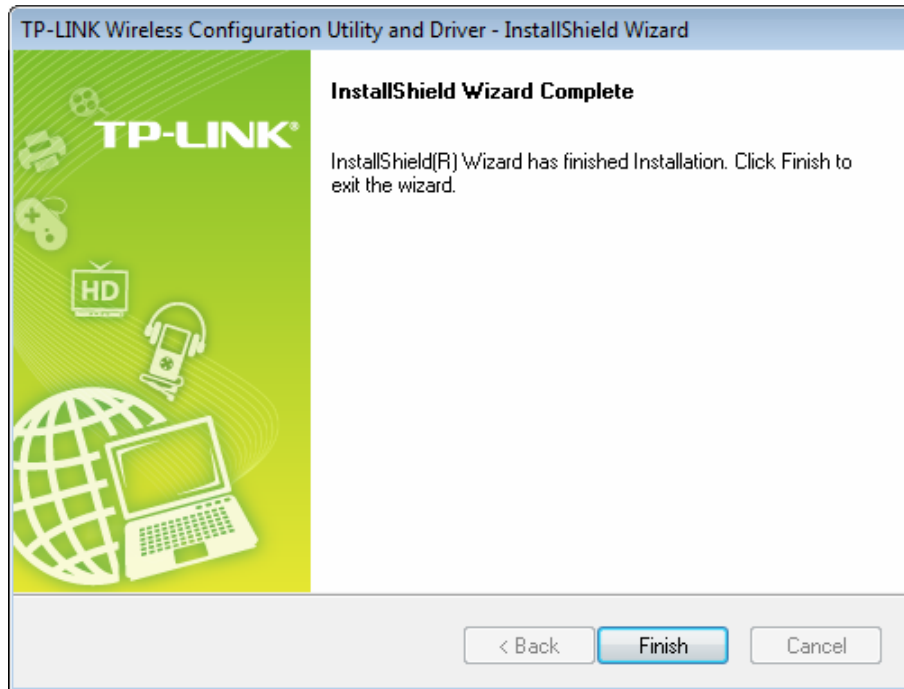 TP-LINK Wireless Configuration Utility and Driver - InstallShield Wizard
TP-LINK®
InstallShield Wizard Complete
InstallShield(R) Wizard has finished Installation. Click Finish to
exit the wizard.
HD
< Back
Finish
Cancel